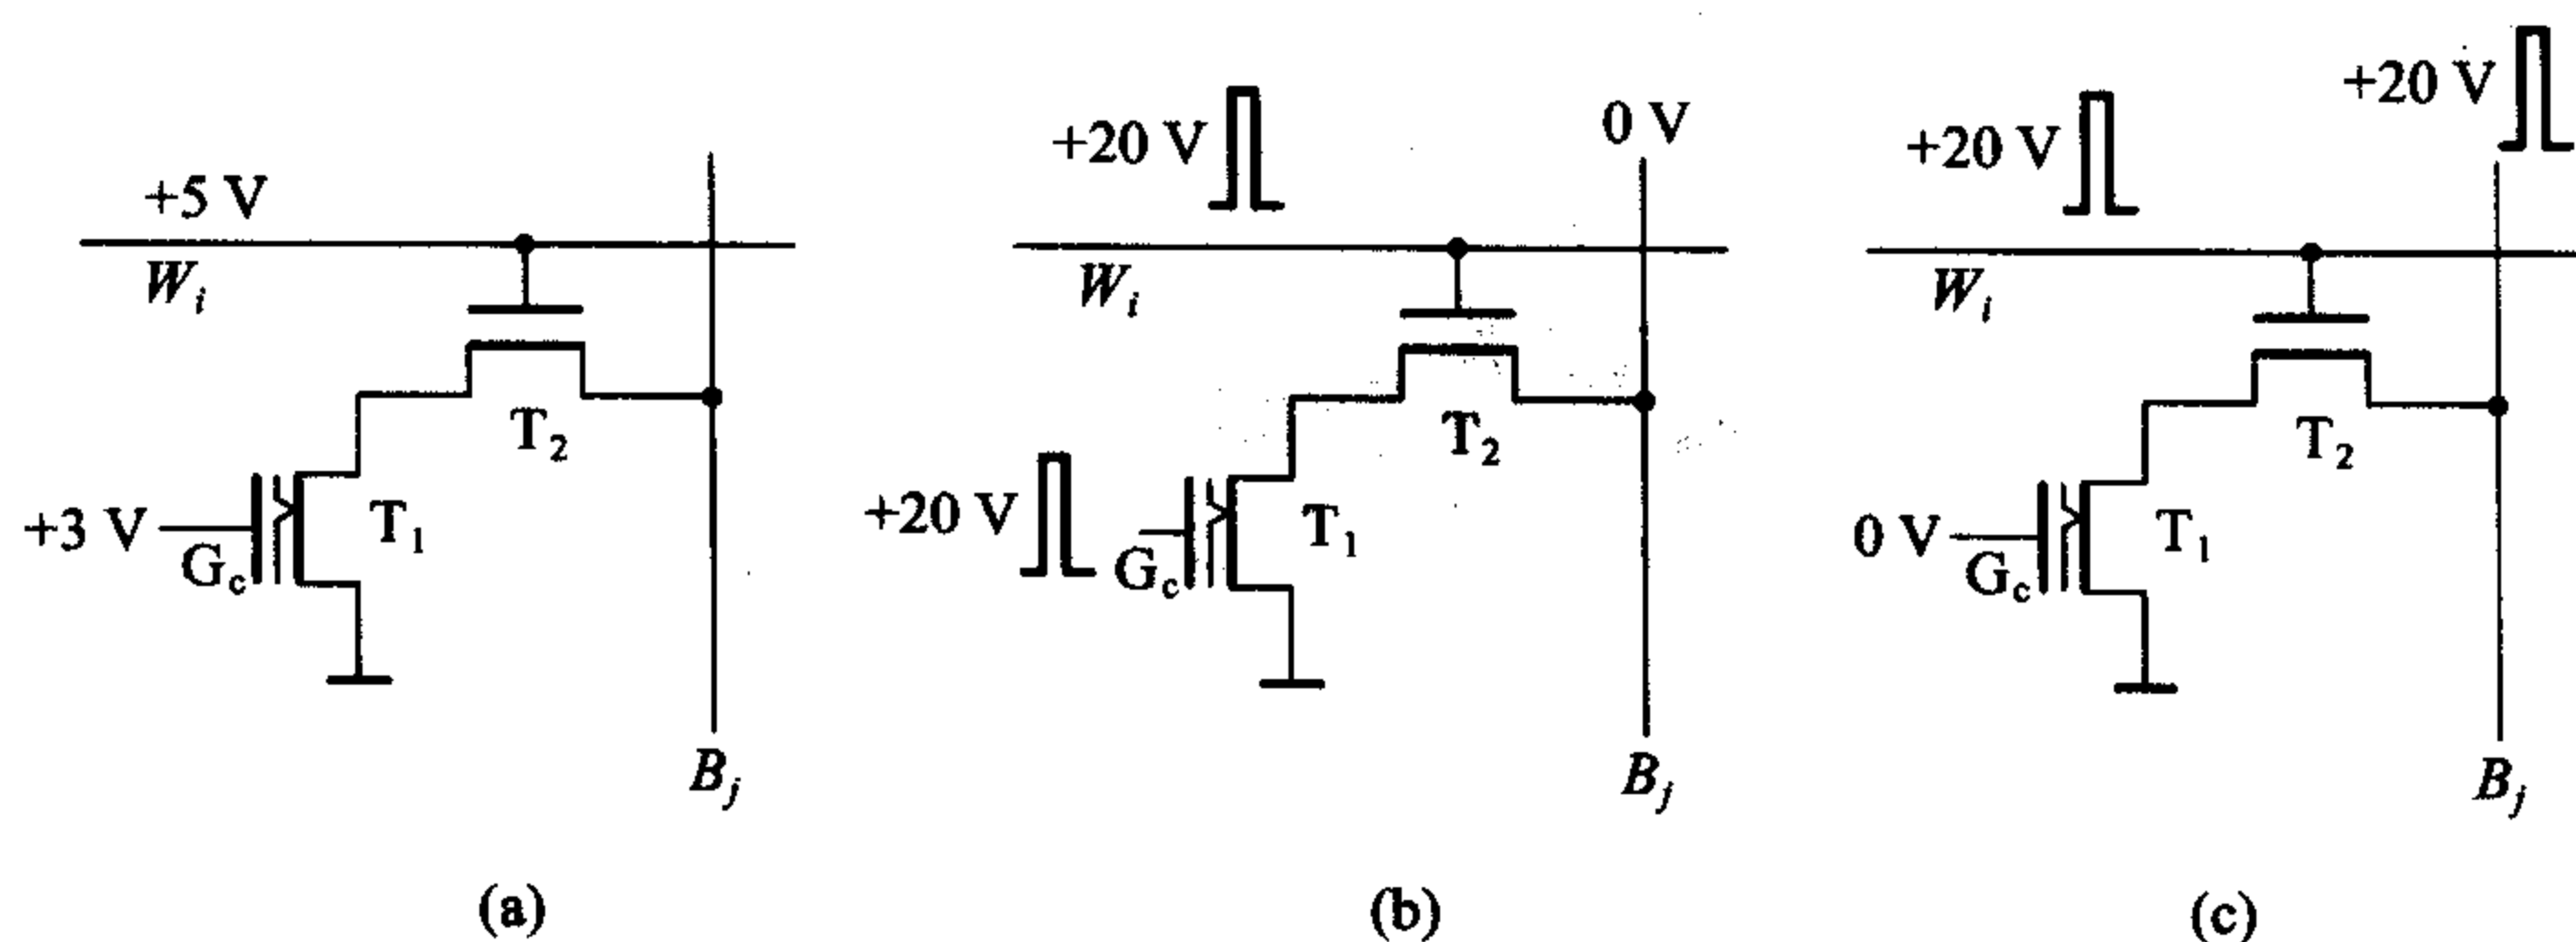 +5 V
W_i
T_2
+3 V
G_c
T_1
B_j
(a)
+20 V
0 V
W_i
T_2
+20 V
G_c
T_1
B_j
(b)
+20 V
+20 V
W_i
T_2
0 V
G_c
T_1
B_j
(c)